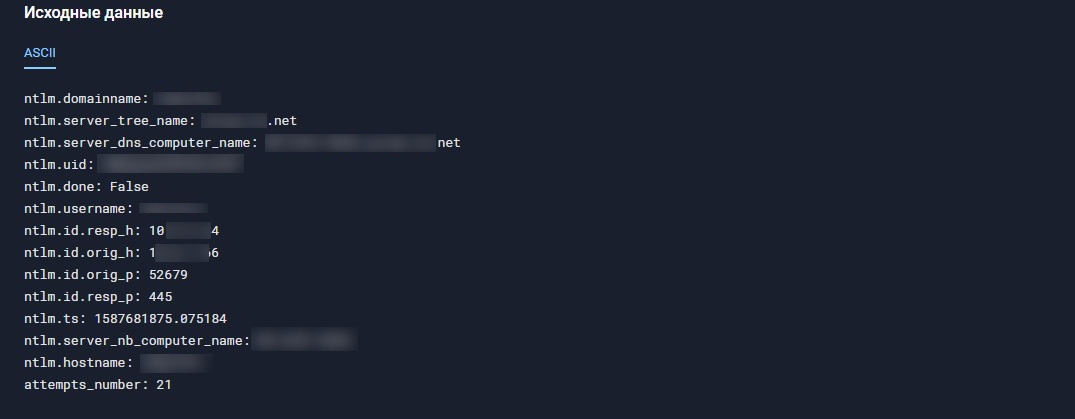 Исходные данные
ASCII
ntlm.domainname:
ntlm.server_tree_name: .net
ntlm.server_dns_computer_name: net
ntlm.uid:
ntlm.done: False
ntlm.username:
ntlm.id.resp_h: 10 4
ntlm.id.orig_h: 1 6
ntlm.id.orig_p: 52679
ntlm.id.resp_p: 445
ntlm.ts: 1587681875.075184
ntlm.server_nb_computer_name:
ntlm.hostname:
attempts_number: 21